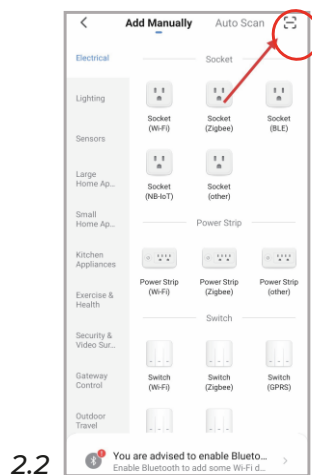 Add Manually Auto Scan
Electrical
Socket
Lighting
Socket
(Wi-Fi)
Socket
(Zigbee)
Socket
(BLE)
Sensors
Large
Home Ap...
Socket
(NB-IoT)
Socket
(other)
Small
Home Ap...
Power Strip
Kitchen
Appliances
Power Strip
(Wi-Fi)
Power Strip
(Zigbee)
Power Strip
(other)
Exercise &
Health
Switch
Security &
Video Sur...
Gateway
Control
Switch
(Wi-Fi)
Switch
(Zigbee)
Switch
(GPRS)
Outdoor
Travel
You are advised to enable Blueto...
Enable Bluetooth to add some Wi-Fi d...
2.2